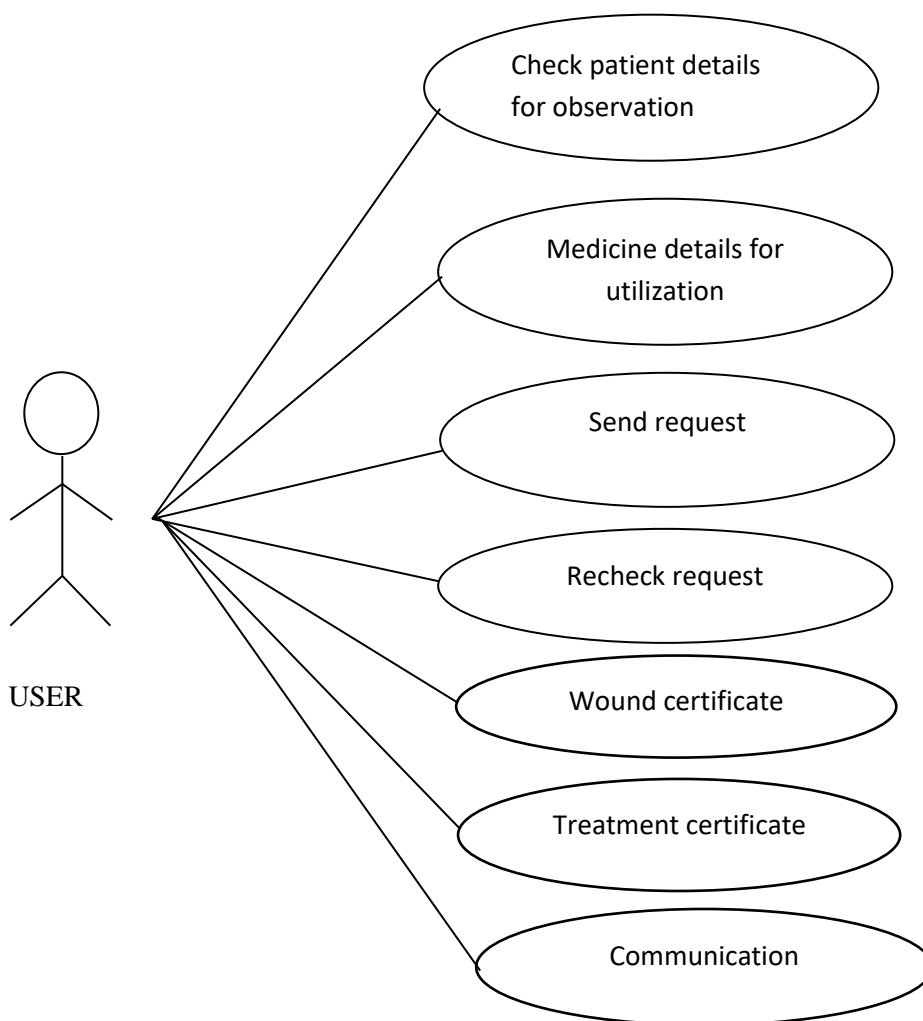 Check patient details
for observation
Medicine details for
utilization
Send request
Recheck request
USER
Wound certificate
Treatment certificate
Communication